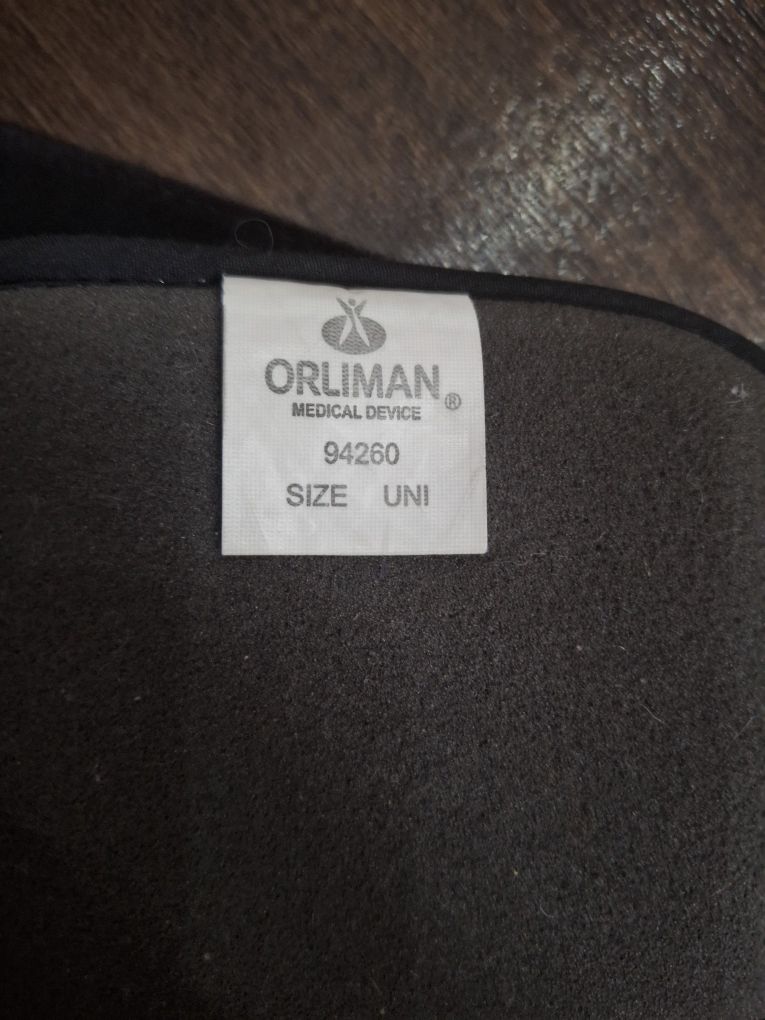 ORLIMAN®
MEDICAL DEVICE
94260
SIZE UNI